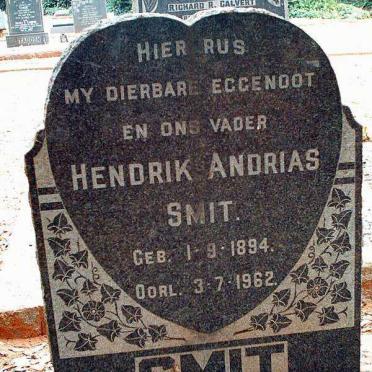 RICHARD R. CALVERT
HIER RUS
MY DIERBARE EGGENOOT
EN ONS VADER
HENDRIK ANDRIAS
SMIT.
GEB. 1-9-1894.
OORL. 3-7-1962.
SMIT